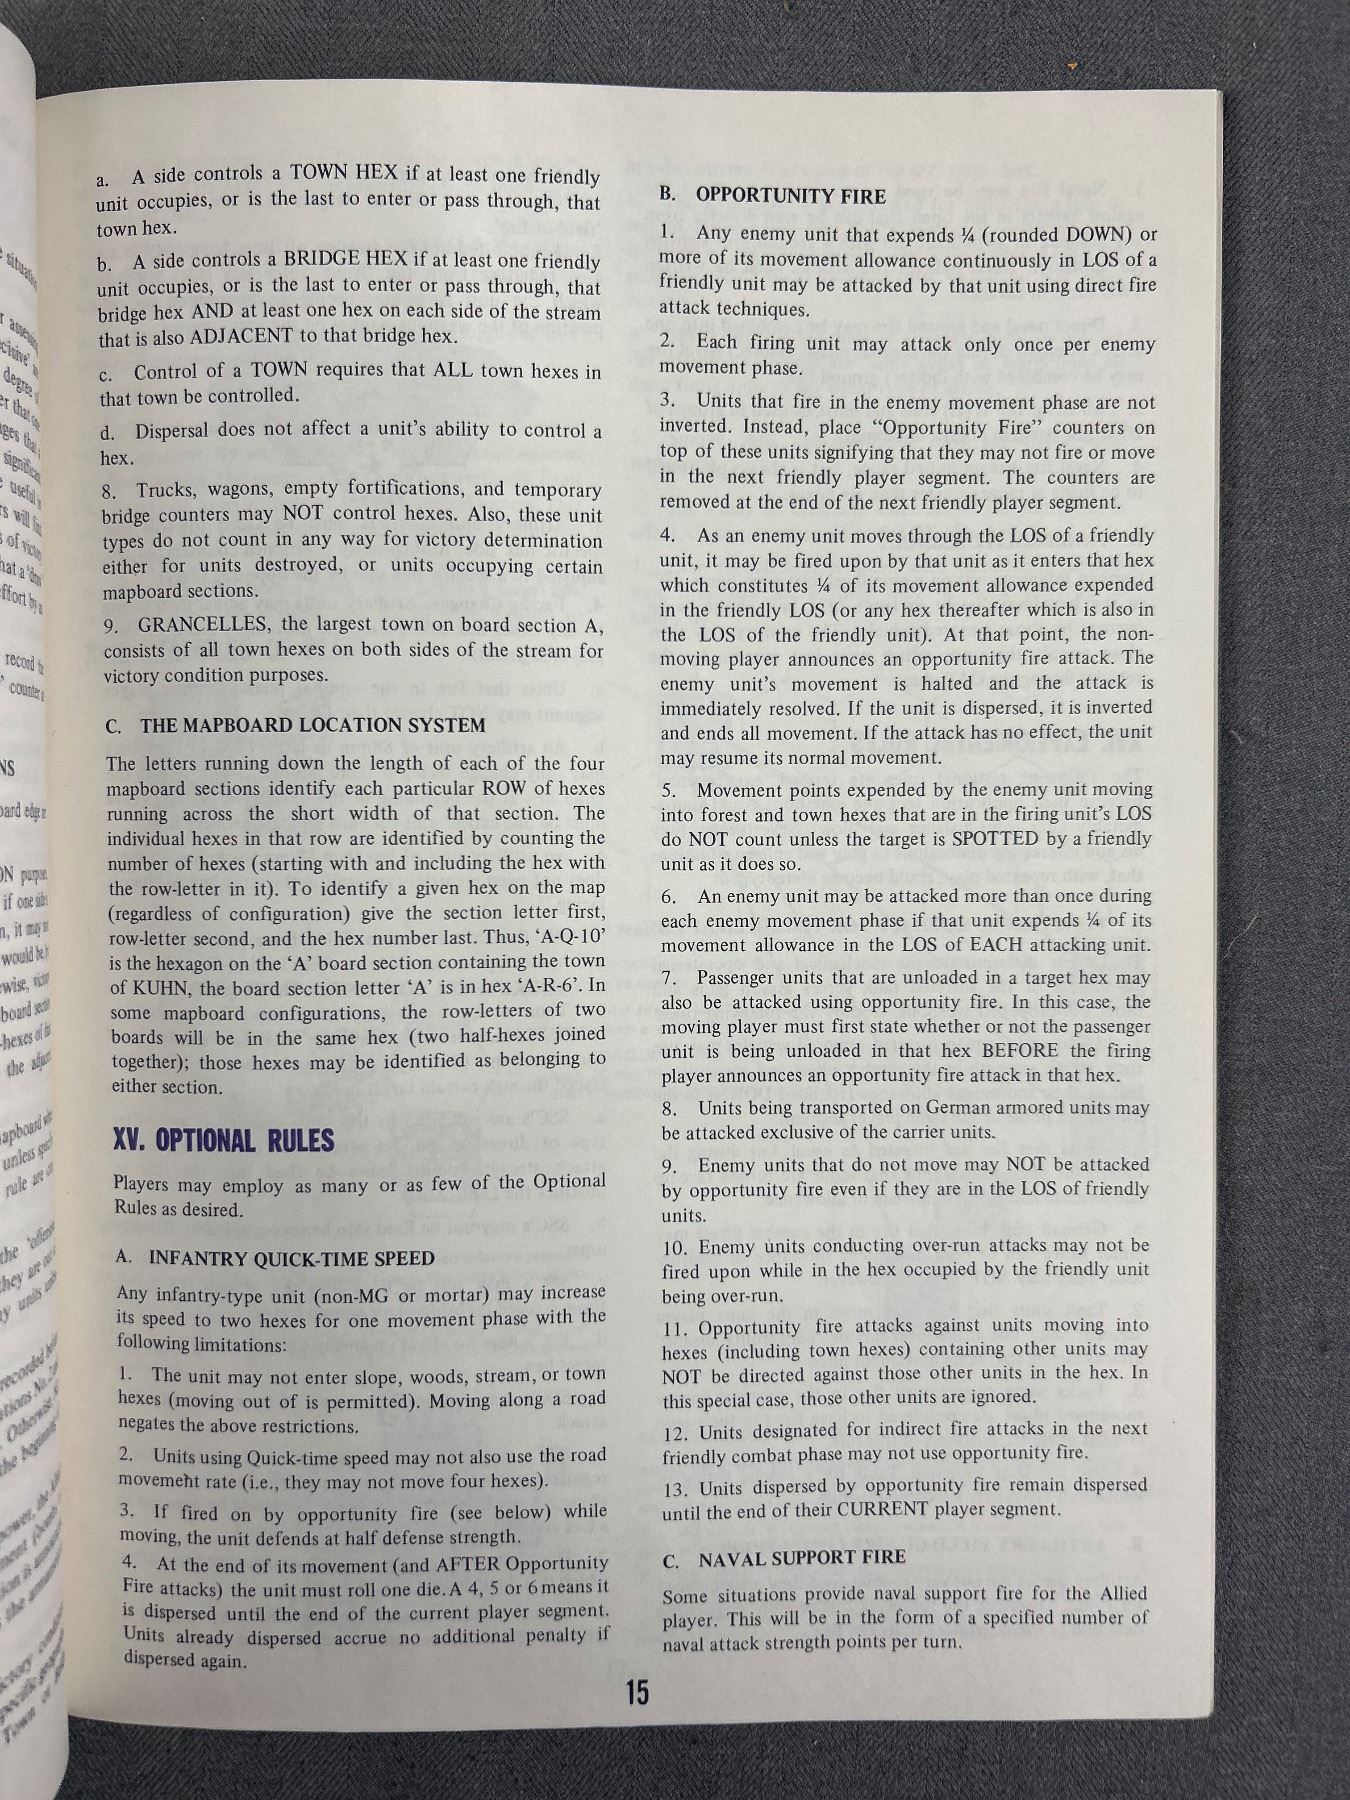 a. A side controls a TOWN HEX if at least one friendly
unit occupies, or is the last to enter or pass through, that
town hex.
b. A side controls a BRIDGE HEX if at least one friendly
unit occupies, or is the last to enter or pass through, that
bridge hex AND at least one hex on each side of the stream
that is also ADJACENT to that bridge hex.
c. Control of a TOWN requires that ALL town hexes in
that town be controlled.
d. Dispersal does not affect a unit's ability to control a
hex.
8. Trucks, wagons, empty fortifications, and temporary
bridge counters may NOT control hexes. Also, these unit
types do not count in any way for victory determination
either for units destroyed, or units occupying certain
mapboard sections.
9. GRANCELLES, the largest town on board section A,
consists of all town hexes on both sides of the stream for
victory condition purposes.
C. THE MAPBOARD LOCATION SYSTEM
The letters running down the length of each of the four
mapboard sections identify each particular ROW of hexes
running across the short width of that section. The
individual hexes in that row are identified by counting the
number of hexes (starting with and including the hex with
the row-letter in it). To identify a given hex on the map
(regardless of configuration) give the section letter first,
row-letter second, and the hex number last. Thus, 'A-Q-10'
is the hexagon on the 'A' board section containing the town
of KUHN, the board section letter 'A' is in hex 'A-R-6'. In
some mapboard configurations, the row-letters of two
boards will be in the same hex (two half-hexes joined
together); those hexes may be identified as belonging to
either section.
XV. OPTIONAL RULES
Players may employ as many or as few of the Optional
Rules as desired.
A. INFANTRY QUICK-TIME SPEED
Any infantry-type unit (non-MG or mortar) may increase
its speed to two hexes for one movement phase with the
following limitations:
1. The unit may not enter slope, woods, stream, or town
hexes (moving out of is permitted). Moving along a road
negates the above restrictions.
2. Units using Quick-time speed may not also use the road
movement rate (i.e., they may not move four hexes).
3. If fired on by opportunity fire (see below) while
moving, the unit defends at half defense strength.
4. At the end of its movement (and AFTER Opportunity
Fire attacks) the unit must roll one die. A 4, 5 or 6 means it
is dispersed until the end of the current player segment.
Units already dispersed accrue no additional penalty if
dispersed again.
B. OPPORTUNITY FIRE
1. Any enemy unit that expends ¼ (rounded DOWN) or
more of its movement allowance continuously in LOS of a
friendly unit may be attacked by that unit using direct fire
attack techniques.
2. Each firing unit may attack only once per enemy
movement phase.
3. Units that fire in the enemy movement phase are not
inverted. Instead, place "Opportunity Fire" counters on
top of these units signifying that they may not fire or move
in the next friendly player segment. The counters are
removed at the end of the next friendly player segment.
4. As an enemy unit moves through the LOS of a friendly
unit, it may be fired upon by that unit as it enters that hex
which constitutes ¼ of its movement allowance expended
in the friendly LOS (or any hex thereafter which is also in
the LOS of the friendly unit). At that point, the non-
moving player announces an opportunity fire attack. The
enemy unit's movement is halted and the attack is
immediately resolved. If the unit is dispersed, it is inverted
and ends all movement. If the attack has no effect, the unit
may resume its normal movement.
5. Movement points expended by the enemy unit moving
into forest and town hexes that are in the firing unit's LOS
do NOT count unless the target is SPOTTED by a friendly
unit as it does so.
6. An enemy unit may be attacked more than once during
each enemy movement phase if that unit expends ¼ of its
movement allowance in the LOS of EACH attacking unit.
7. Passenger units that are unloaded in a target hex may
also be attacked using opportunity fire. In this case, the
moving player must first state whether or not the passenger
unit is being unloaded in that hex BEFORE the firing
player announces an opportunity fire attack in that hex.
8. Units being transported on German armored units may
be attacked exclusive of the carrier units.
9. Enemy units that do not move may NOT be attacked
by opportunity fire even if they are in the LOS of friendly
units.
10. Enemy units conducting over-run attacks may not be
fired upon while in the hex occupied by the friendly unit
being over-run.
11. Opportunity fire attacks against units moving into
hexes (including town hexes) containing other units may
NOT be directed against those other units in the hex. In
this special case, those other units are ignored.
12. Units designated for indirect fire attacks in the next
friendly combat phase may not use opportunity fire.
13. Units dispersed by opportunity fire remain dispersed
until the end of their CURRENT player segment.
C. NAVAL SUPPORT FIRE
Some situations provide naval support fire for the Allied
player. This will be in the form of a specified number of
naval attack strength points per turn.
15